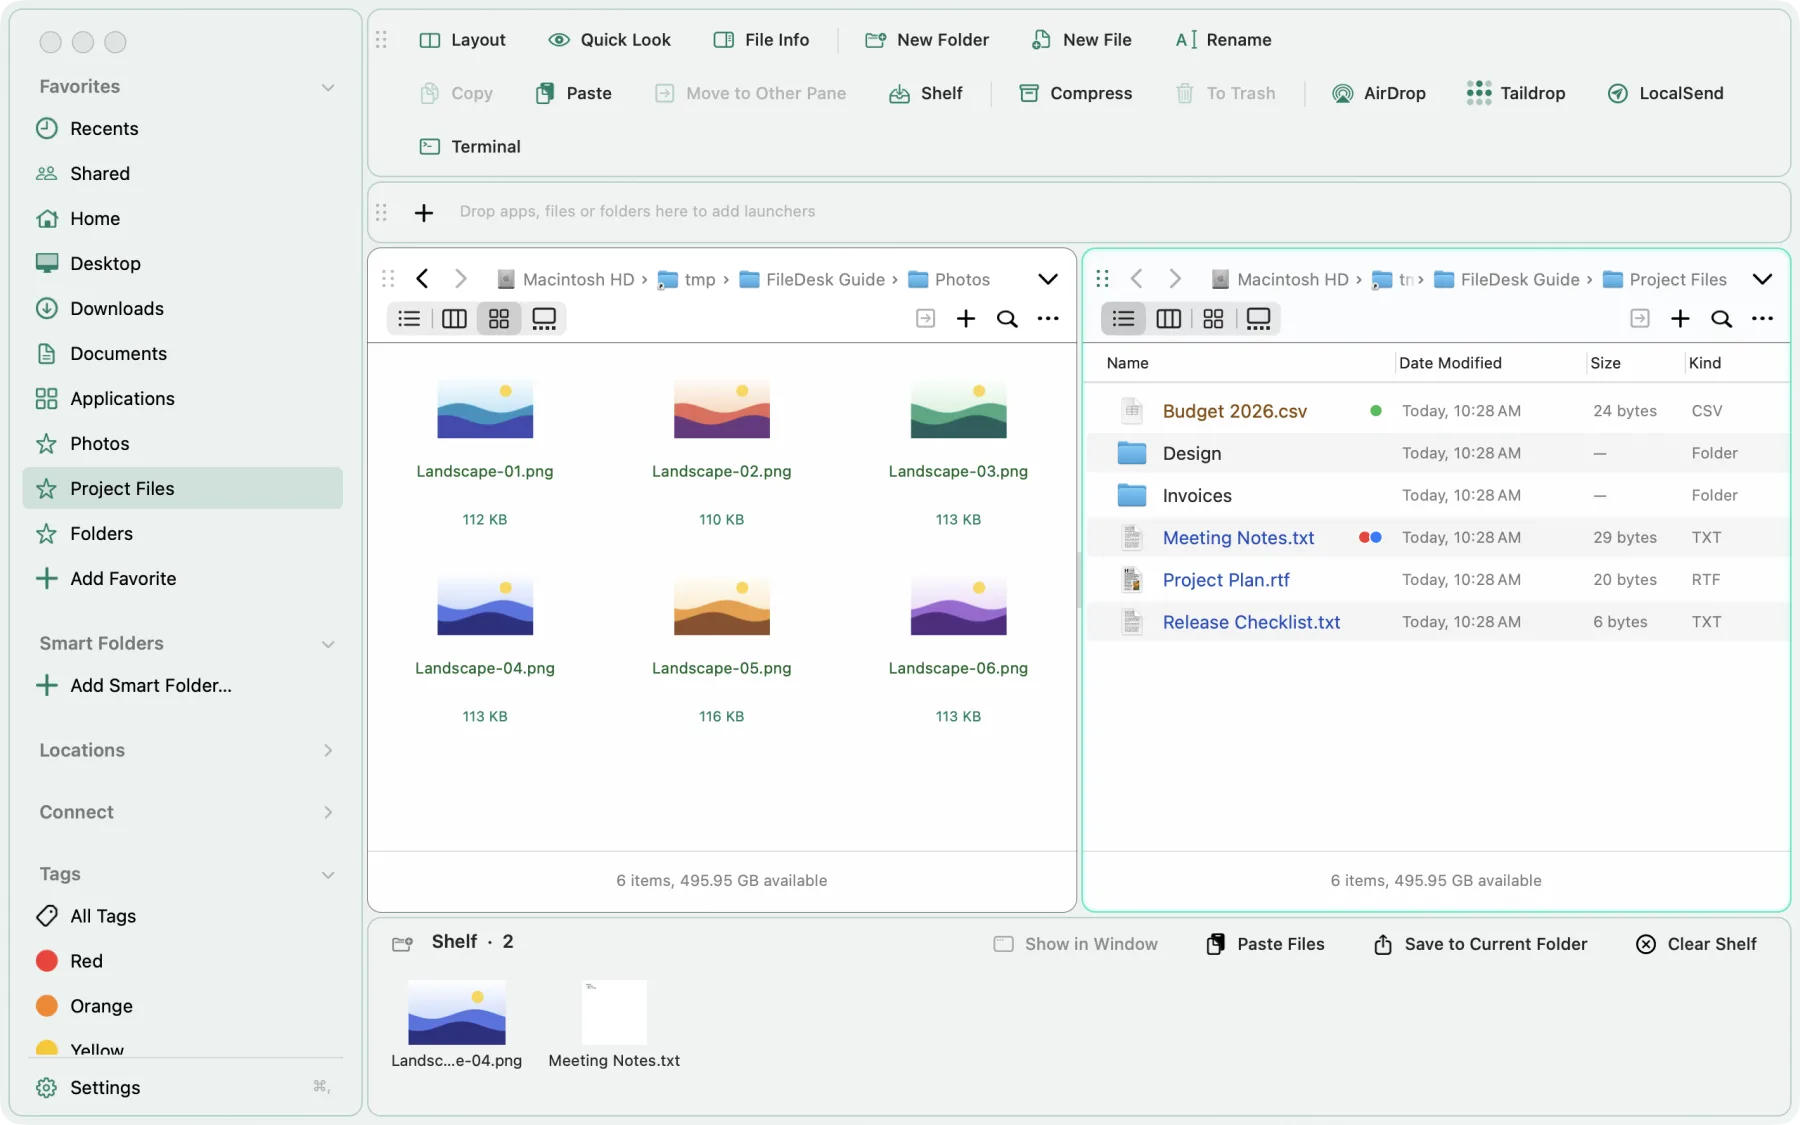 Favorites
Recents
Shared
Home
Desktop
Downloads
Documents
Applications
Photos
Project Files
Folders
Add Favorite
Smart Folders
Add Smart Folder...
Locations
Connect
Tags
All Tags
Red
Orange
Yellow
Settings ⌘,
Layout Quick Look File Info New Folder New File Rename
Copy Paste Move to Other Pane Shelf Compress To Trash AirDrop Taildrop LocalSend
Terminal
Drop apps, files or folders here to add launchers
Macintosh HD › tmp › FileDesk Guide › Photos
Landscape-01.png Landscape-02.png Landscape-03.png
112 KB 110 KB 113 KB
Landscape-04.png Landscape-05.png Landscape-06.png
113 KB 116 KB 113 KB
6 items, 495.95 GB available
Macintosh HD › › FileDesk Guide › Project Files
Name Date Modified Size Kind
Budget 2026.csv Today, 10:28 AM 24 bytes CSV
Design Today, 10:28 AM — Folder
Invoices Today, 10:28 AM — Folder
Meeting Notes.txt Today, 10:28 AM 29 bytes TXT
Project Plan.rtf Today, 10:28 AM 20 bytes RTF
Release Checklist.txt Today, 10:28 AM 6 bytes TXT
6 items, 495.95 GB available
Shelf · 2 Show in Window Paste Files Save to Current Folder Clear Shelf
Landsc...e-04.png Meeting Notes.txt